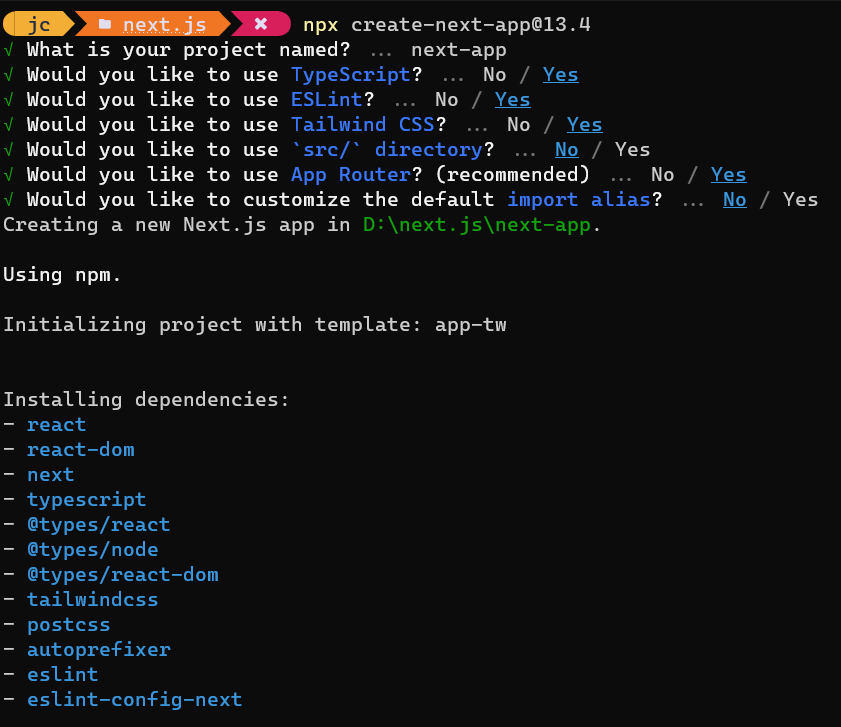 jc next.js ✖ npx create-next-app@13.4
√ What is your project named? ... next-app
√ Would you like to use TypeScript? ... No / Yes
√ Would you like to use ESLint? ... No / Yes
√ Would you like to use Tailwind CSS? ... No / Yes
√ Would you like to use `src/` directory? ... No / Yes
√ Would you like to use App Router? (recommended) ... No / Yes
√ Would you like to customize the default import alias? ... No / Yes
Creating a new Next.js app in D:\next.js\next-app.
Using npm.
Initializing project with template: app-tw
Installing dependencies:
- react
- react-dom
- next
- typescript
- @types/react
- @types/node
- @types/react-dom
- tailwindcss
- postcss
- autoprefixer
- eslint
- eslint-config-next